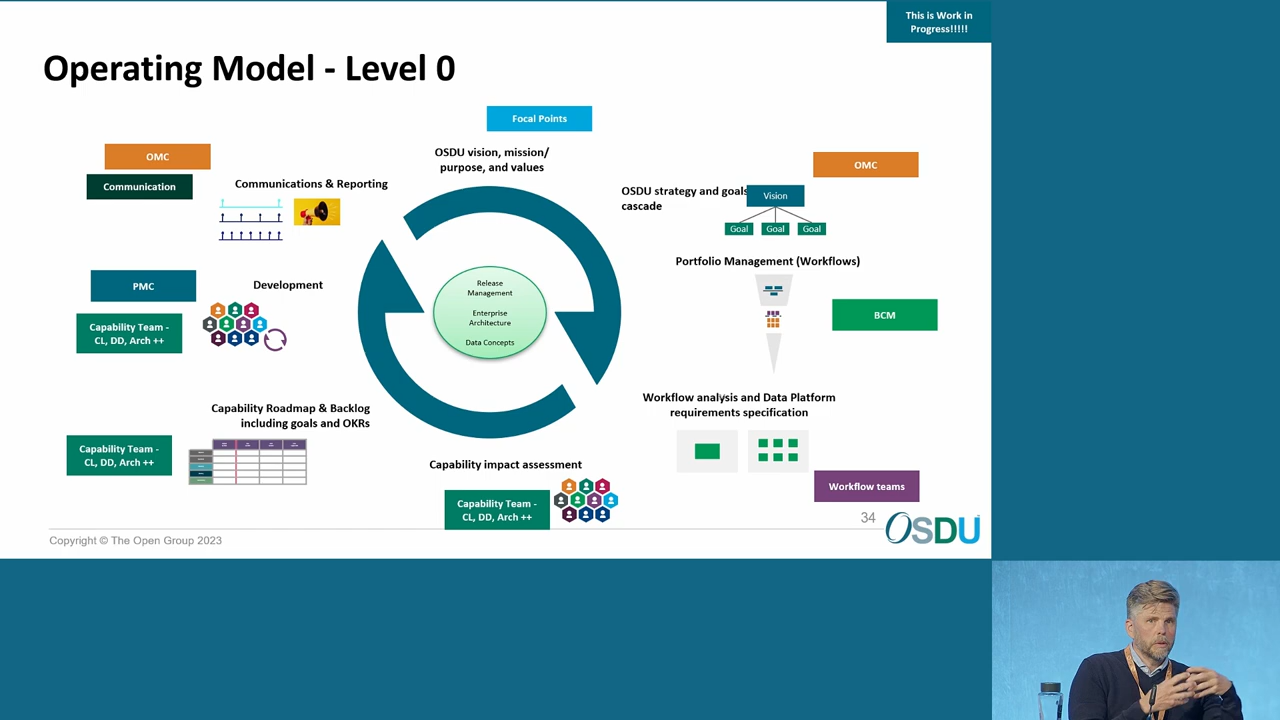 This is Work in
Progress!!!!!
Operating Model - Level 0
Focal Points
OSDU vision, mission/
purpose, and values
OMC
Communication
Communications & Reporting
OMC
OSDU strategy and goals
cascade
Vision
Goal
Goal
Goal
Portfolio Management (Workflows)
BCM
PMC
Development
Capability Team -
CL, DD, Arch ++
Release
Management
Enterprise
Architecture
Data Concepts
Workflow analysis and Data Platform
requirements specification
Workflow teams
Capability Roadmap & Backlog
including goals and OKRs
Capability Team -
CL, DD, Arch ++
Capability impact assessment
Capability Team -
CL, DD, Arch ++
34
OSDU
Copyright © The Open Group 2023